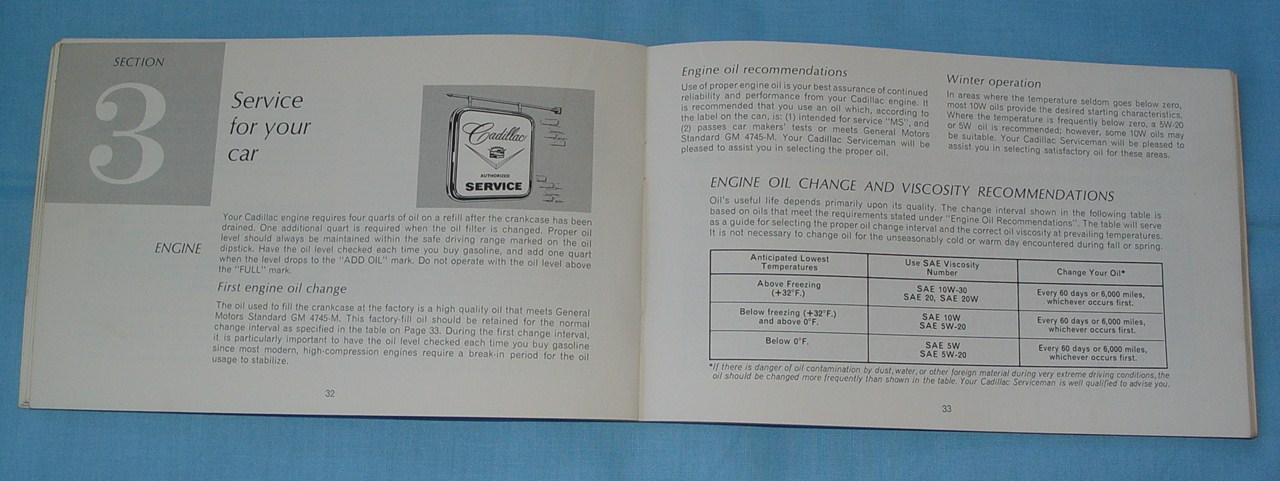 SECTION
3
Service
for your
car
Cadillac
AUTHORIZED
SERVICE
Your Cadillac engine requires four quarts of oil on a refill after the crankcase has been
drained. One additional quart is required when the oil filter is changed. Proper oil
level should always be maintained within the safe driving range marked on the oil
dipstick. Have the oil level checked each time you buy gasoline, and add one quart
when the level drops to the "ADD OIL" mark. Do not operate with the oil level above
the "FULL" mark.
ENGINE
First engine oil change
The oil used to fill the crankcase at the factory is a high quality oil that meets General
Motors Standard GM 4745-M. This factory-fill oil should be retained for the normal
change interval as specified in the table on Page 33. During the first change interval,
it is particularly important to have the oil level checked each time you buy gasoline
since most modern, high-compression engines require a break-in period for the oil
usage to stabilize.
32
Engine oil recommendations
Use of proper engine oil is your best assurance of continued
reliability and performance from your Cadillac engine. It
is recommended that you use an oil which, according to
the label on the can, is: (1) intended for service "MS", and
(2) passes car makers' tests or meets General Motors
Standard GM 4745-M. Your Cadillac Serviceman will be
pleased to assist you in selecting the proper oil.
Winter operation
In areas where the temperature seldom goes below zero,
most 10W oils provide the desired starting characteristics.
Where the temperature is frequently below zero, a 5W-20
or 5W oil is recommended; however, some 10W oils may
be suitable. Your Cadillac Serviceman will be pleased to
assist you in selecting satisfactory oil for these areas.
ENGINE OIL CHANGE AND VISCOSITY RECOMMENDATIONS
Oil's useful life depends primarily upon its quality. The change interval shown in the following table is
based on oils that meet the requirements stated under "Engine Oil Recommendations". The table will serve
as a guide for selecting the proper oil change interval and the correct oil viscosity at prevailing temperatures.
It is not necessary to change oil for the unseasonably cold or warm day encountered during fall or spring.
Anticipated Lowest
Temperatures
Use SAE Viscosity
Number
Change Your Oil*
Above Freezing
(+32°F.)
SAE 10W-30
SAE 20, SAE 20W
Every 60 days or 6,000 miles,
whichever occurs first.
Below freezing (+32°F.)
and above 0°F.
SAE 10W
SAE 5W-20
Every 60 days or 6,000 miles,
whichever occurs first.
Below 0°F.
SAE 5W
SAE 5W-20
Every 60 days or 6,000 miles,
whichever occurs first.
*If there is danger of oil contamination by dust, water, or other foreign material during very extreme driving conditions, the
oil should be changed more frequently than shown in the table. Your Cadillac Serviceman is well qualified to advise you.
33